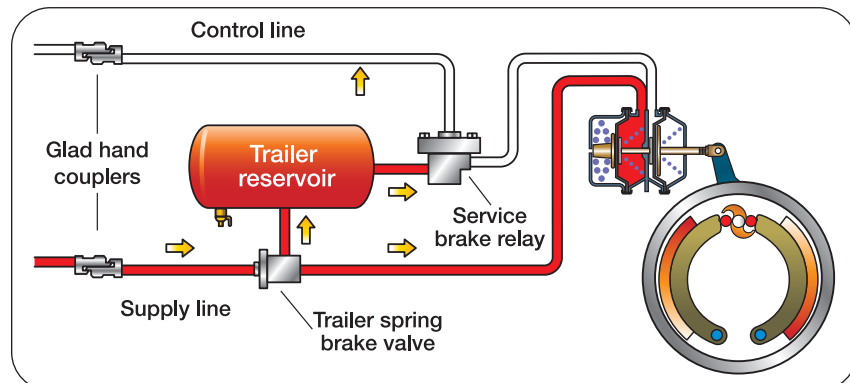 Control line
Glad hand
couplers
Trailer
reservoir
Service
brake relay
Supply line
Trailer spring
brake valve